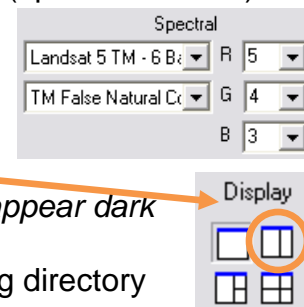 Spectral
Landsat 5 TM - 6 Ba R 5
TM False Natural Co G 4
B 3
appear dark
Display
g directory